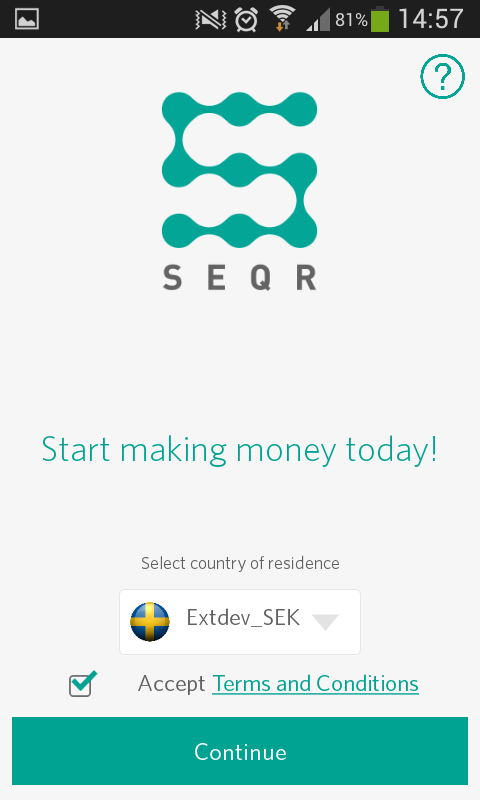 81% 14:57
?
SEQR
Start making money today!
Select country of residence
Extdev_SEK
Accept Terms and Conditions
Continue